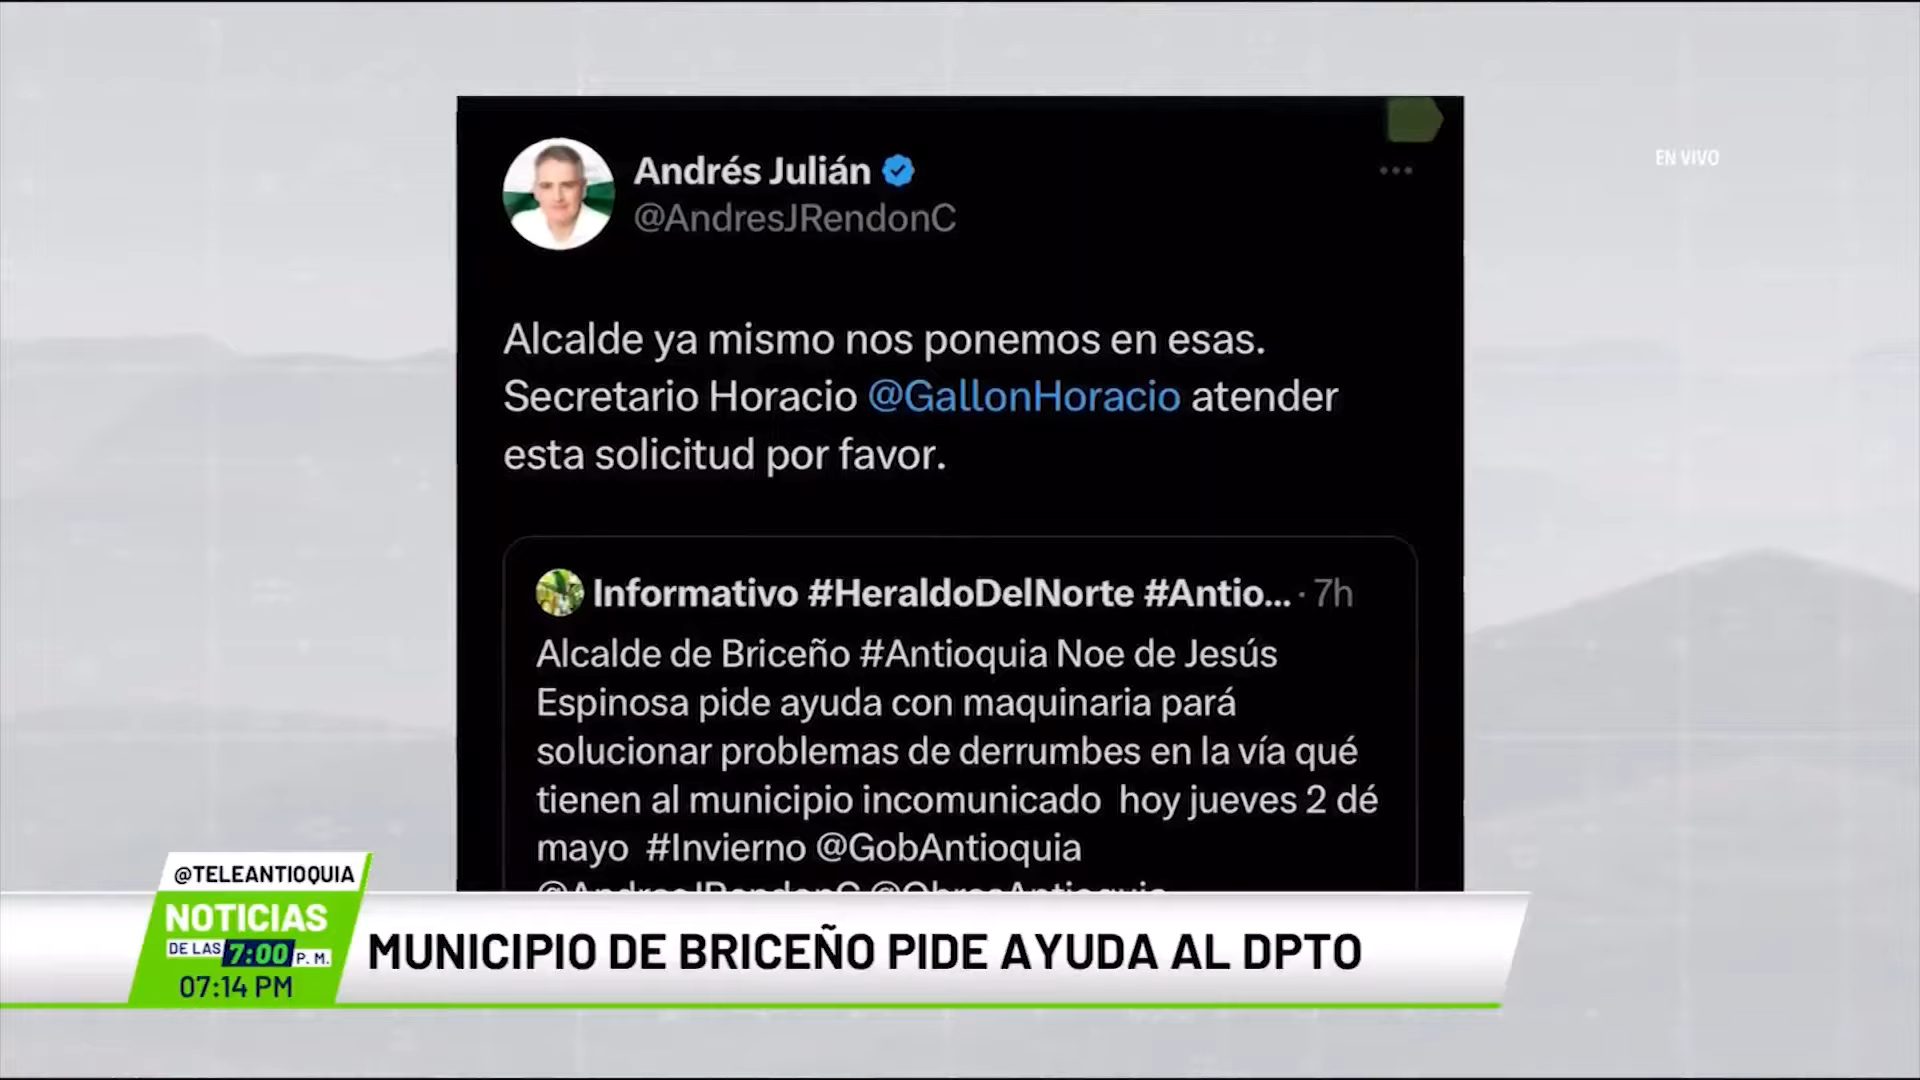 Andrés Julián
@AndresJRendonC
EN VIVO
Alcalde ya mismo nos ponemos en esas.
Secretario Horacio @GallonHoracio atender
esta solicitud por favor.
Informativo #HeraldoDelNorte #Antio... · 7h
Alcalde de Briceño #Antioquia Noe de Jesús
Espinosa pide ayuda con maquinaria pará
solucionar problemas de derrumbes en la vía qué
tienen al municipio incomunicado hoy jueves 2 dé
mayo #Invierno @GobAntioquia
@AndresJRendonC @ObrasAntioquia
@TELEANTIOQUIA
NOTICIAS
DE LAS 7:00 P. M.
07:14 PM
MUNICIPIO DE BRICEÑO PIDE AYUDA AL DPTO